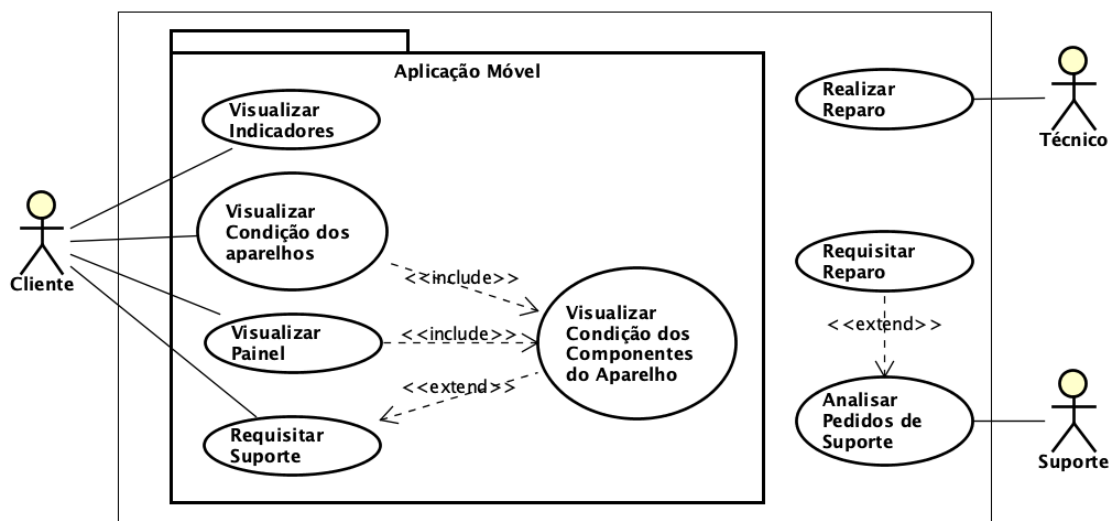 Aplicação Móvel
Visualizar
Indicadores
Visualizar
Condição dos
aparelhos
<<include>>
Visualizar
Painel
<<include>>
Visualizar
Condição dos
Componentes
do Aparelho
<<extend>>
Requisitar
Suporte
Cliente
Realizar
Reparo
Técnico
Requisitar
Reparo
<<extend>>
Analisar
Pedidos de
Suporte
Suporte